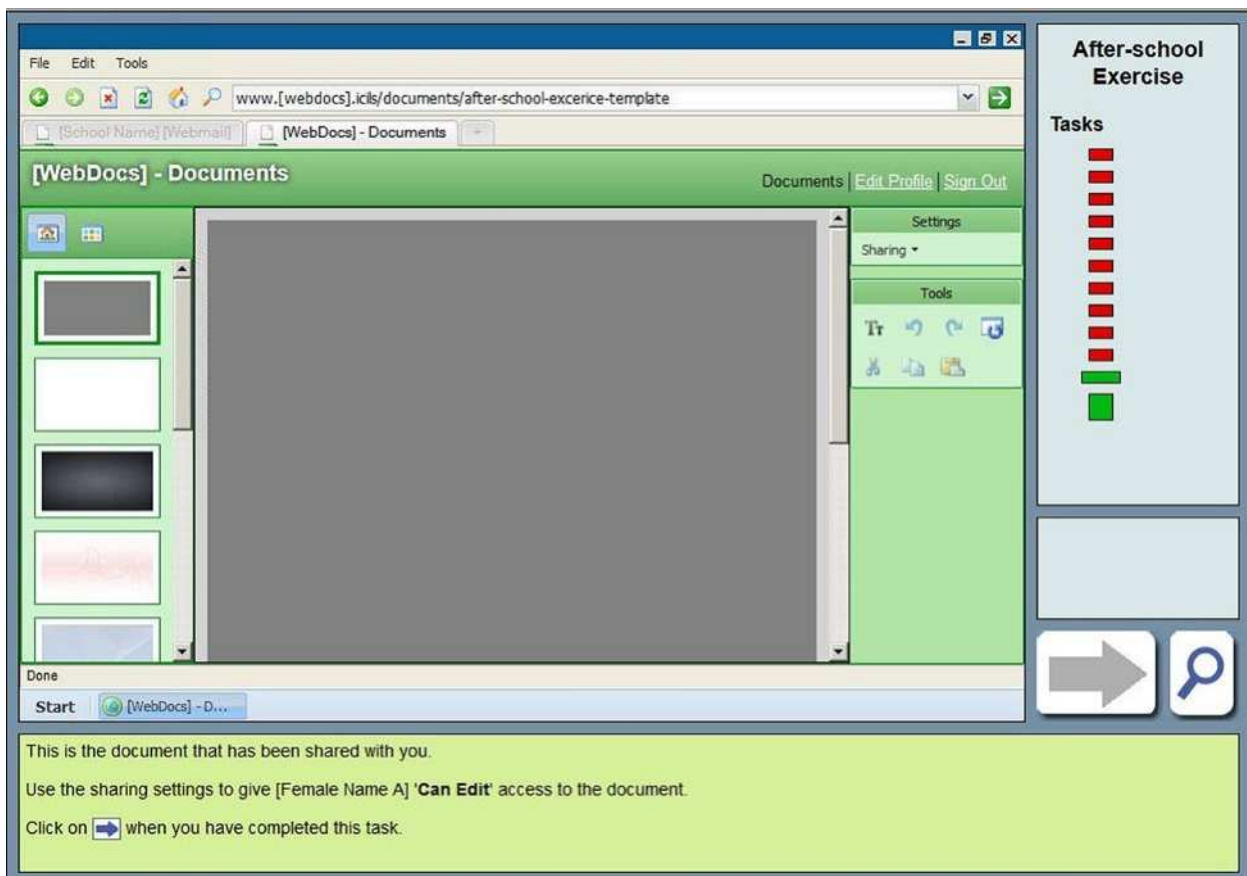 File Edit Tools
www.[webdocs].icils/documents/after-school-excerice-template
[School Name] [Webmail] [WebDocs] - Documents
[WebDocs] - Documents
Documents | Edit Profile | Sign Out
Settings
Sharing
Tools
Tr
Done
Start [WebDocs] - D...
After-school
Exercise
Tasks
This is the document that has been shared with you.
Use the sharing settings to give [Female Name A] 'Can Edit' access to the document.
Click on when you have completed this task.